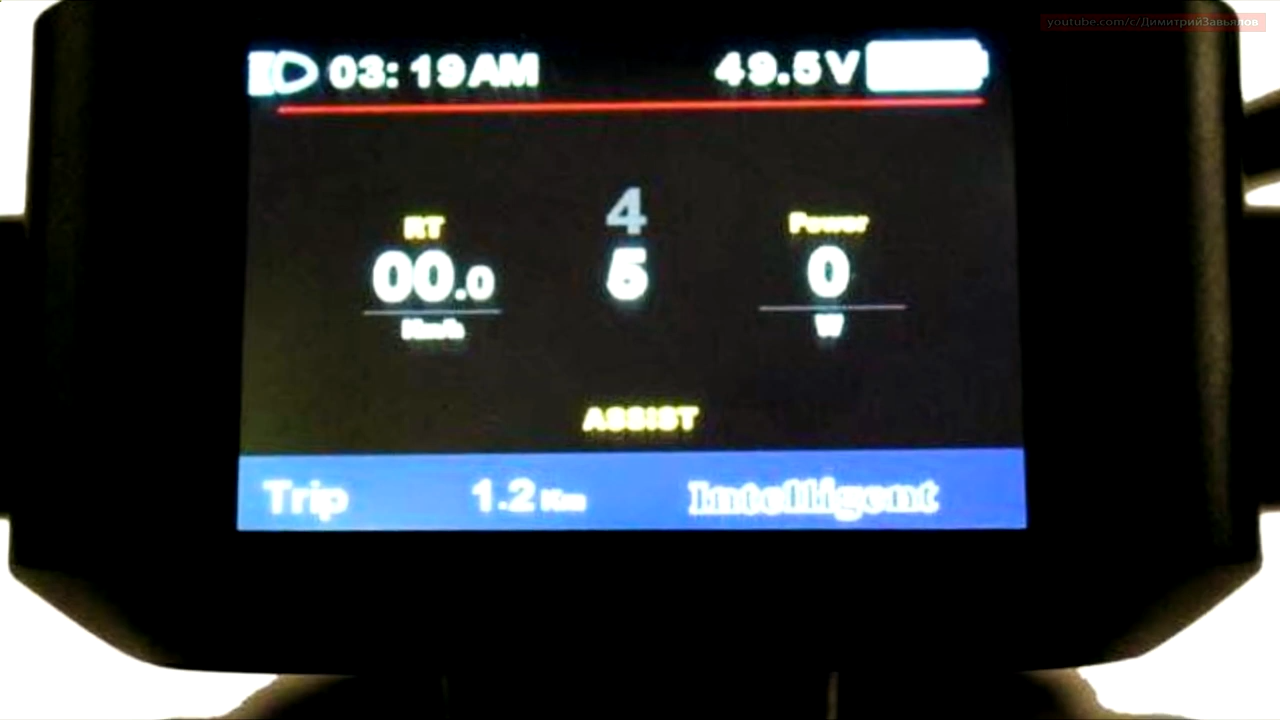 youtube.com/c/ДимитрийЗавьялов
03: 19AM 49.5V
4
RT 5 Power
00.0 0
Km/h W
ASSIST
Trip 1.2 Km Intelligent